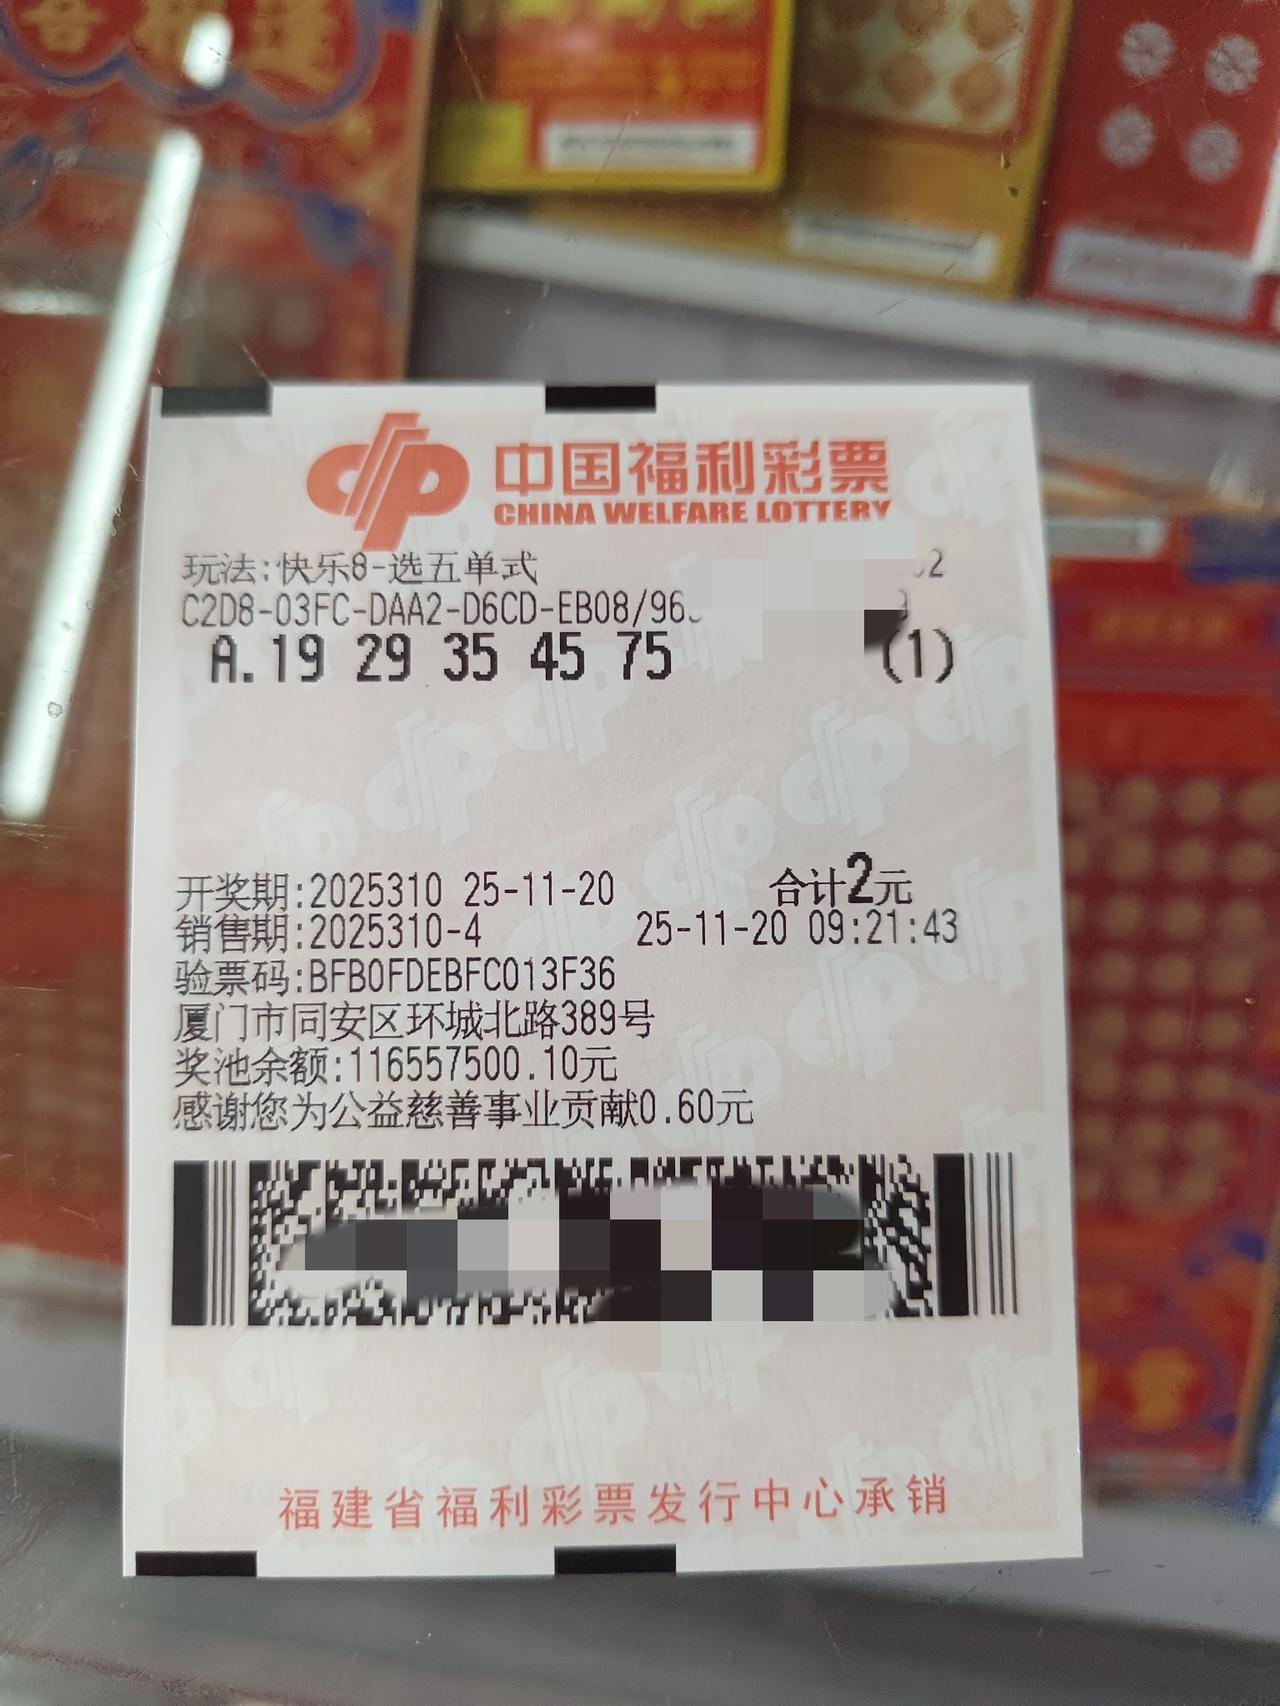 中国福利彩票
CHINA WELFARE LOTTERY
玩法:快乐8-选五单式
C2D8-03FC-DAA2-D6CD-EB08/96
A.19 29 35 45 75 (1)
开奖期:2025310 25-11-20 合计2元
销售期:2025310-4 25-11-20 09:21:43
验票码:BFB0FDEBFC013F36
厦门市同安区环城北路389号
奖池余额:116557500.10元
感谢您为公益慈善事业贡献0.60元
福建省福利彩票发行中心承销